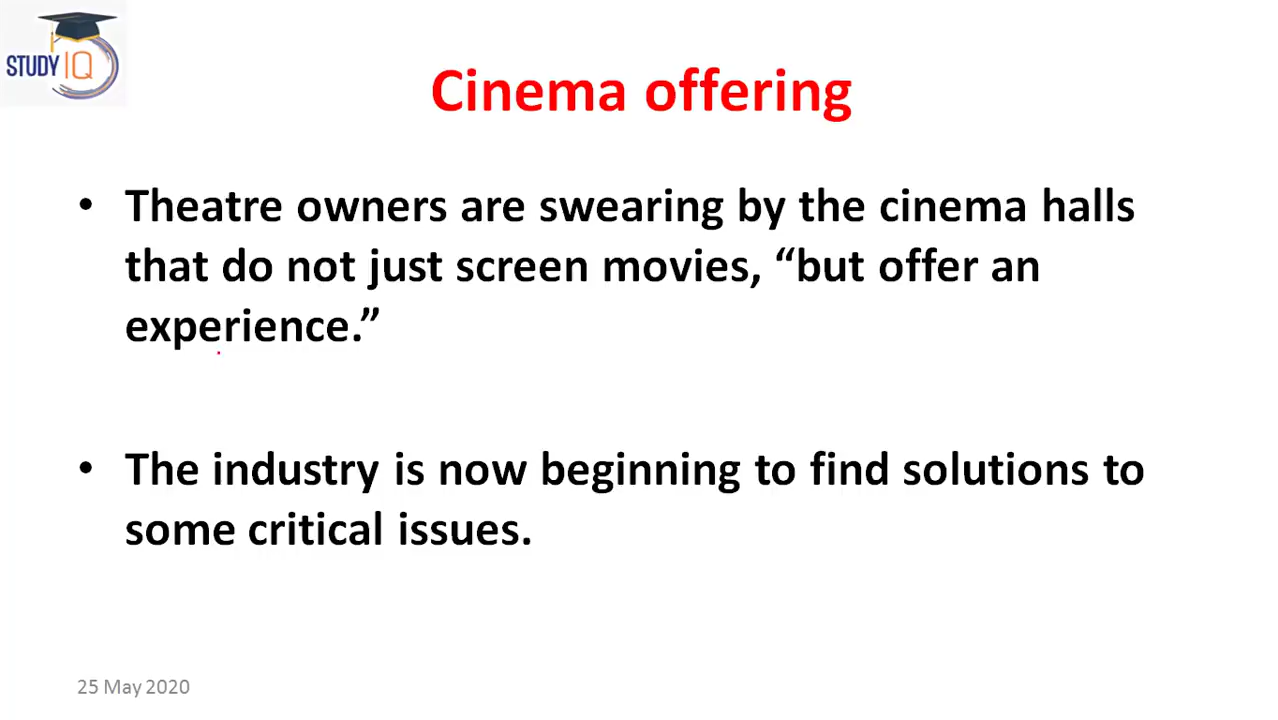 STUDY IQ
Cinema offering
• Theatre owners are swearing by the cinema halls
that do not just screen movies, “but offer an
experience.”
• The industry is now beginning to find solutions to
some critical issues.
25 May 2020